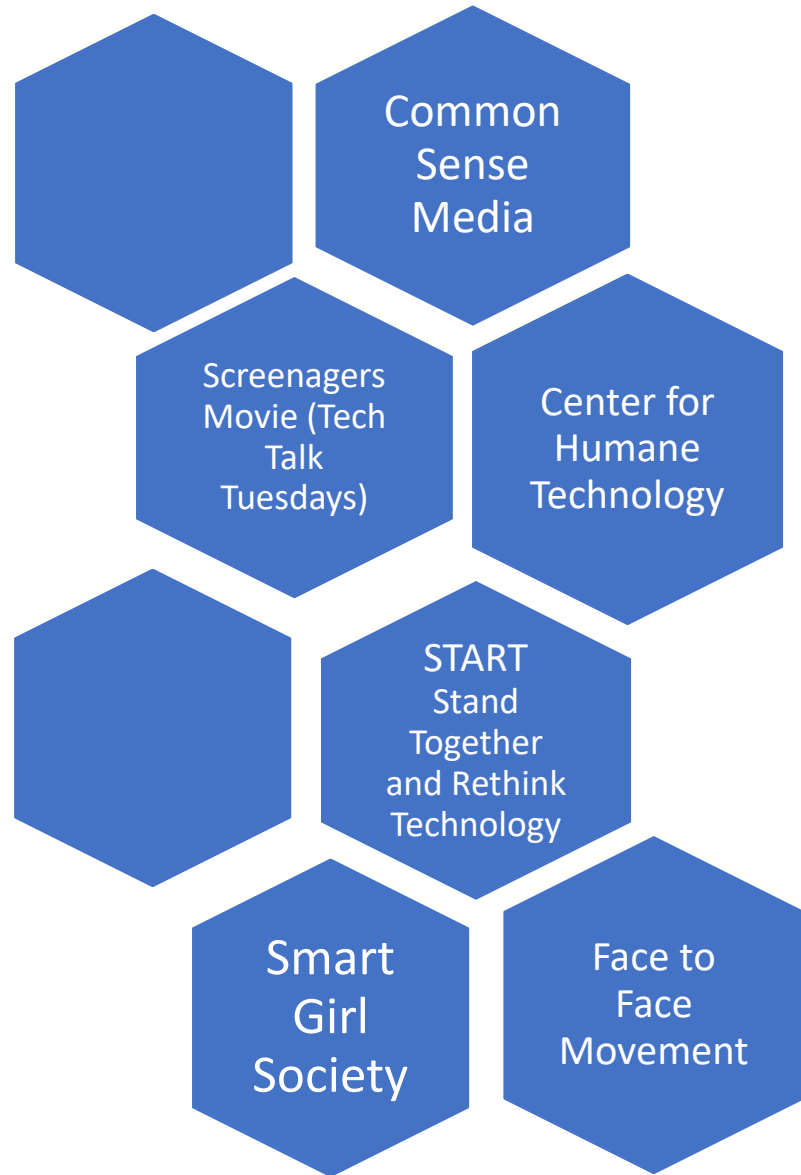 Common
Sense
Media
Screenagers
Movie (Tech
Talk
Tuesdays)
Center for
Humane
Technology
START
Stand
Together
and Rethink
Technology
Smart
Girl
Society
Face to
Face
Movement